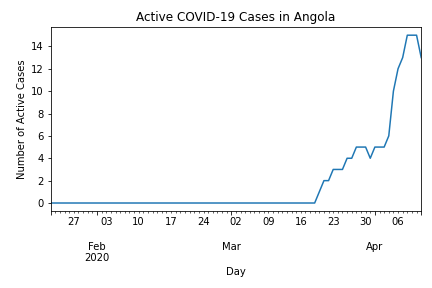 Active COVID-19 Cases in Angola
Number of Active Cases
14
12
10
8
6
4
2
0
27 03 10 17 24 02 09 16 23 30 06
Feb Mar Apr
2020
Day